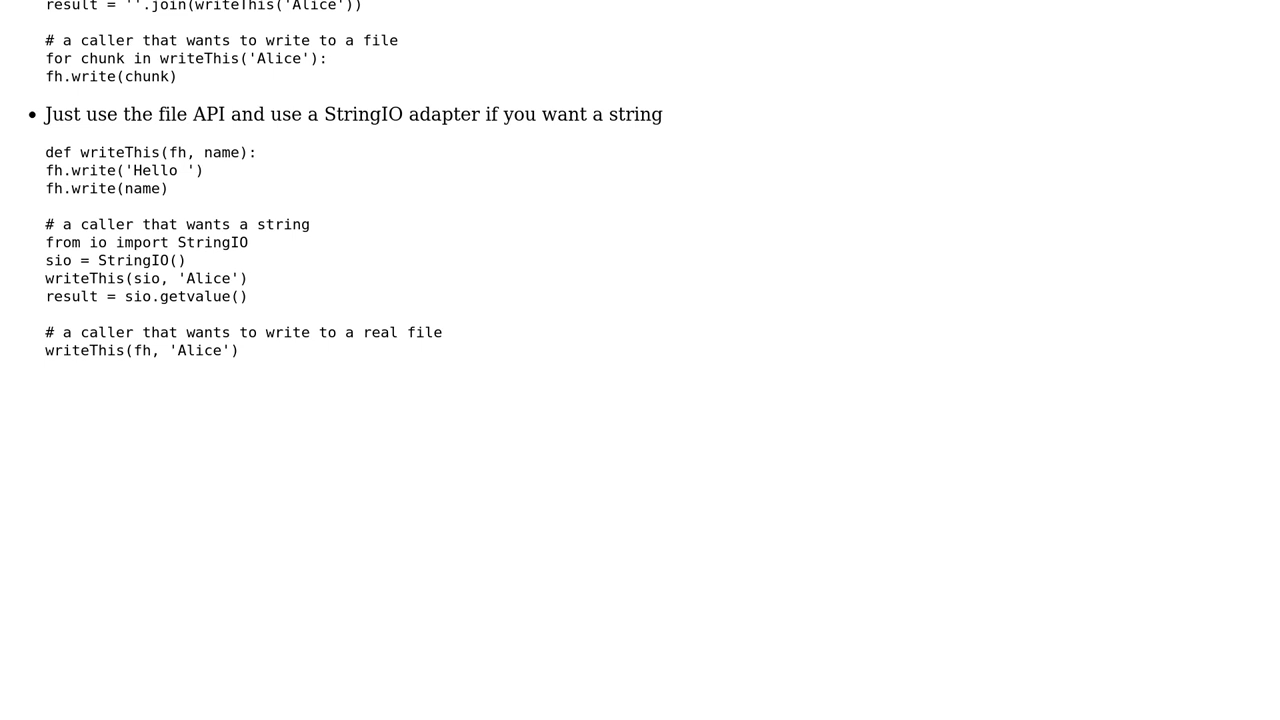 result = ''.join(writeThis('Alice'))
# a caller that wants to write to a file
for chunk in writeThis('Alice'):
fh.write(chunk)
• Just use the file API and use a StringIO adapter if you want a string
def writeThis(fh, name):
fh.write('Hello ')
fh.write(name)
# a caller that wants a string
from io import StringIO
sio = StringIO()
writeThis(sio, 'Alice')
result = sio.getvalue()
# a caller that wants to write to a real file
writeThis(fh, 'Alice')